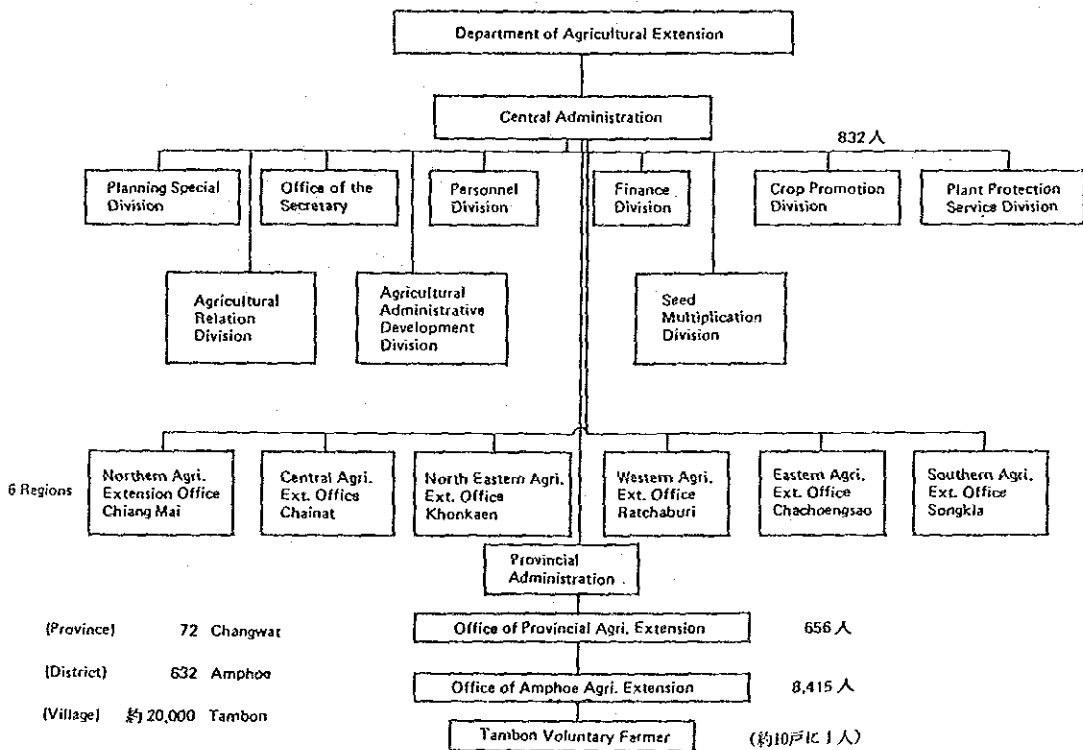 Department of Agricultural Extension
Central Administration
832人
Planning Special
Division
Office of the
Secretary
Personnel
Division
Finance
Division
Crop Promotion
Division
Plant Protection
Service Division
Agricultural
Relation
Division
Agricultural
Administrative
Development
Division
Seed
Multiplication
Division
6 Regions
Northern Agri.
Extension Office
Chiang Mai
Central Agri.
Ext. Office
Chainat
North Eastern Agri.
Ext. Office
Khonkaen
Western Agri.
Ext. Office
Ratchaburi
Eastern Agri.
Ext. Office
Chachoengsao
Southern Agri.
Ext. Office
Songkla
Provincial
Administration
(Province) 72 Changwat
Office of Provincial Agri. Extension 656人
(District) 632 Amphoe
Office of Amphoe Agri. Extension 8,415人
(Village) 約20,000 Tambon
Tambon Voluntary Farmer (約10戸に1人)